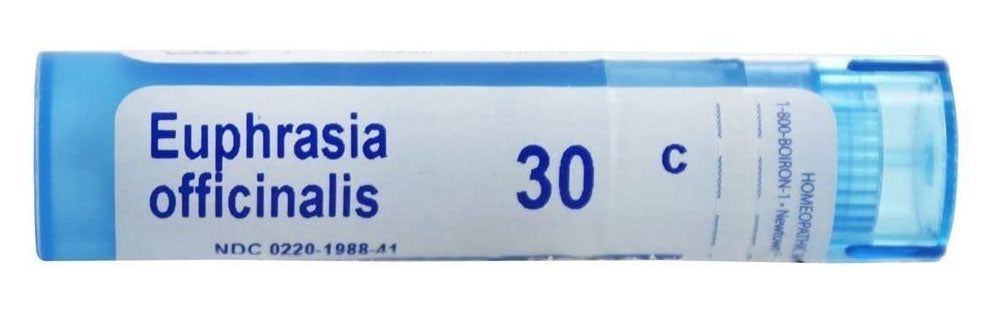 Euphrasia
officinalis
30 C
NDC 0220-1988-41
HOMEOPATHIC
1-800-BOIRON-1 •